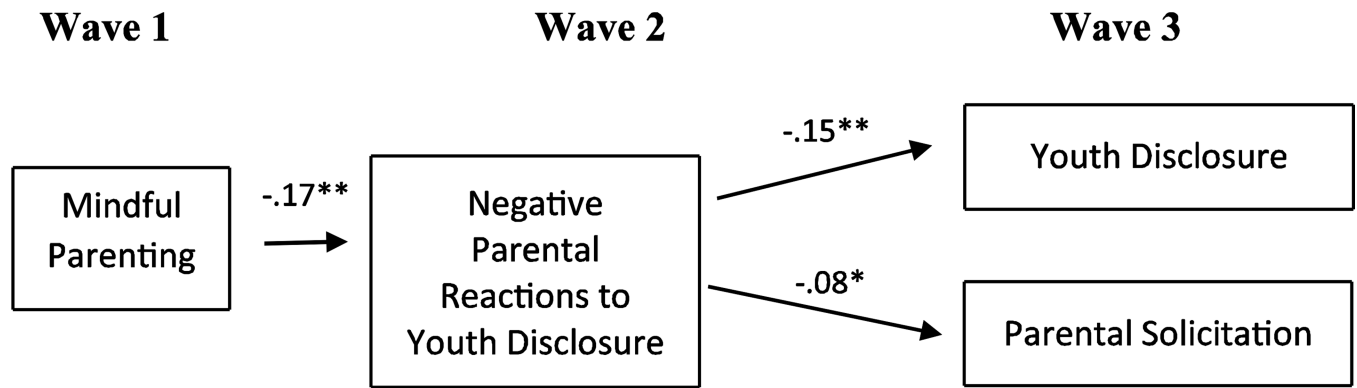 Wave 1
Wave 2
Wave 3
Mindful
Parenting
-.17**
Negative
Parental
Reactions to
Youth Disclosure
-.15**
Youth Disclosure
-.08*
Parental Solicitation